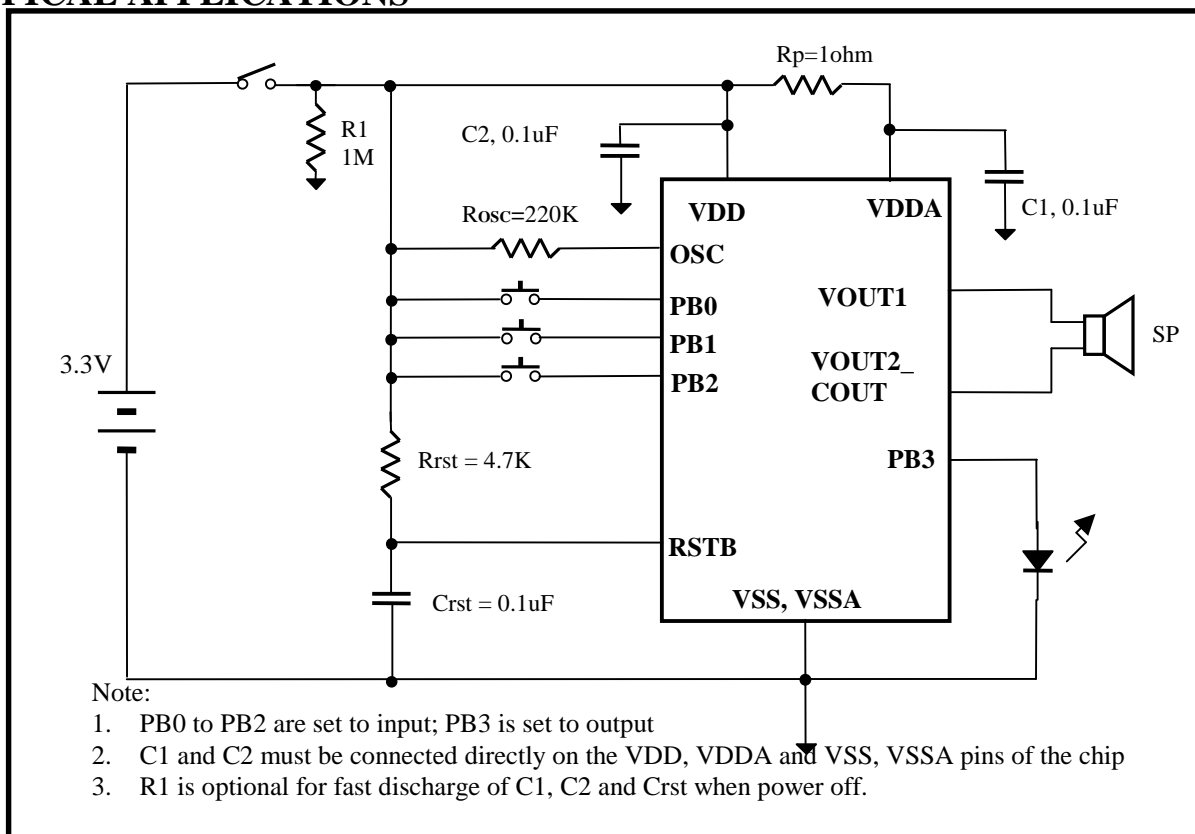 TICAL APPLICATIONS
Rp=1ohm
R1
1M
C2, 0.1uF
VDD
VDDA
C1, 0.1uF
Rosc=220K
OSC
PB0
VOUT1
PB1
SP
3.3V
VOUT2_
COUT
PB2
Rrst = 4.7K
PB3
RSTB
Crst = 0.1uF
VSS, VSSA
Note:
1. PB0 to PB2 are set to input; PB3 is set to output
2. C1 and C2 must be connected directly on the VDD, VDDA and VSS, VSSA pins of the chip
3. R1 is optional for fast discharge of C1, C2 and Crst when power off.